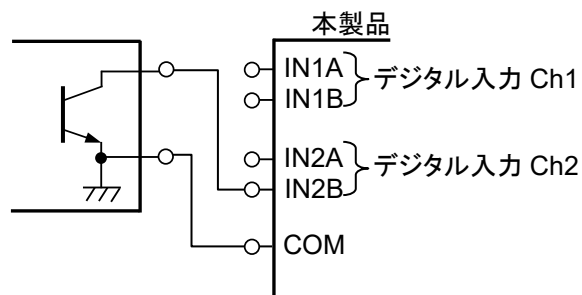 本製品
IN1A
デジタル入力 Ch1
IN1B
IN2A
デジタル入力 Ch2
IN2B
COM